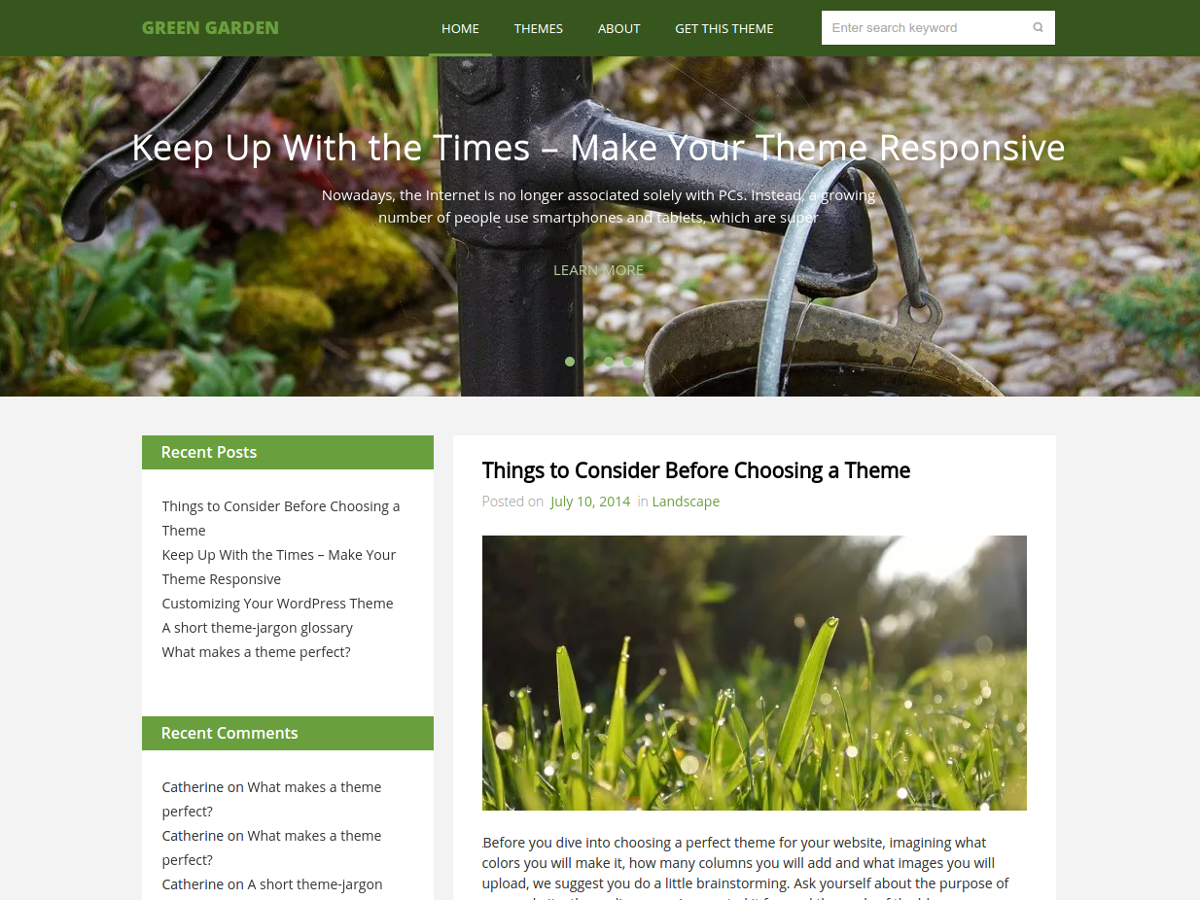 GREEN GARDEN
HOME THEMES ABOUT GET THIS THEME
Enter search keyword
Keep Up With the Times – Make Your Theme Responsive
Nowadays, the Internet is no longer associated solely with PCs. Instead, a growing
number of people use smartphones and tablets, which are super
LEARN MORE
Recent Posts
Things to Consider Before Choosing a
Theme
Keep Up With the Times – Make Your
Theme Responsive
Customizing Your WordPress Theme
A short theme-jargon glossary
What makes a theme perfect?
Recent Comments
Catherine on What makes a theme
perfect?
Catherine on What makes a theme
perfect?
Catherine on A short theme-jargon
Things to Consider Before Choosing a Theme
Posted on July 10, 2014 in Landscape
Before you dive into choosing a perfect theme for your website, imagining what
colors you will make it, how many columns you will add and what images you will
upload, we suggest you do a little brainstorming. Ask yourself about the purpose of